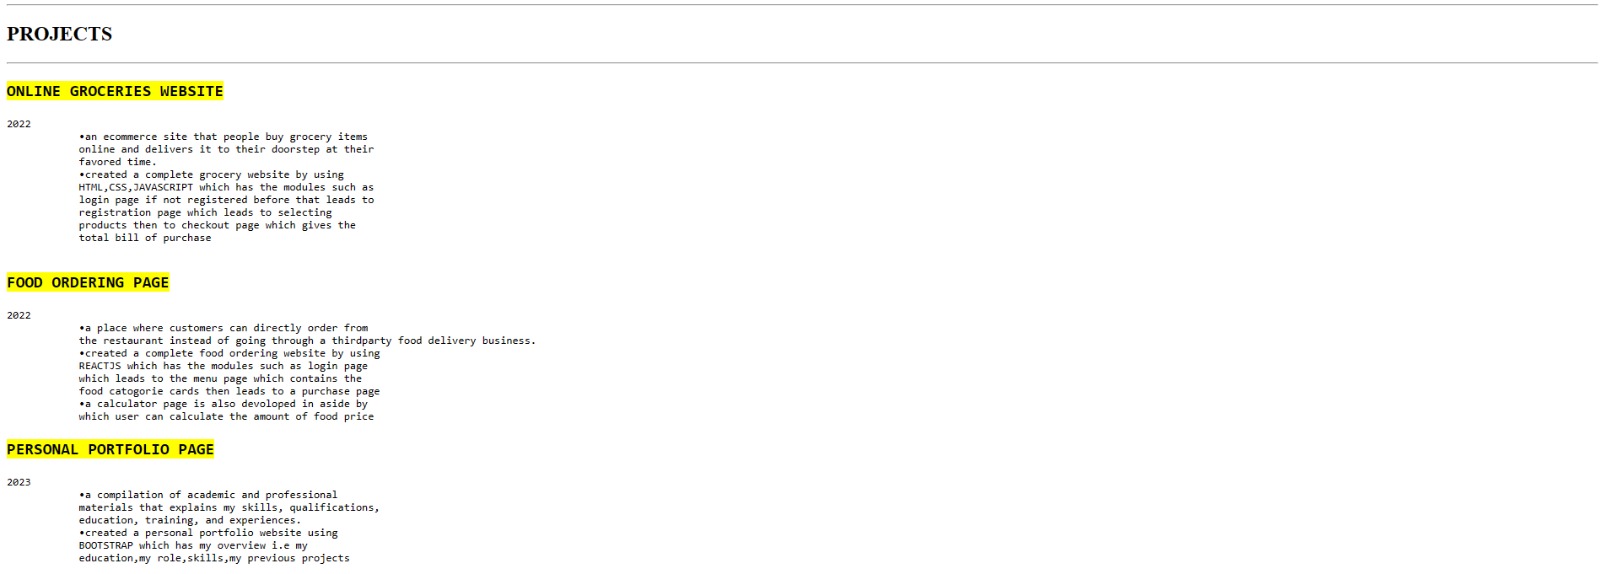 PROJECTS
ONLINE GROCERIES WEBSITE
2022
•an ecommerce site that people buy grocery items
online and delivers it to their doorstep at their
favored time.
•created a complete grocery website by using
HTML,CSS,JAVASCRIPT which has the modules such as
login page if not registered before that leads to
registration page which leads to selecting
products then to checkout page which gives the
total bill of purchase
FOOD ORDERING PAGE
2022
•a place where customers can directly order from
the restaurant instead of going through a thirdparty food delivery business.
•created a complete food ordering website by using
REACTJS which has the modules such as login page
which leads to the menu page which contains the
food catogorie cards then leads to a purchase page
•a calculator page is also devoloped in aside by
which user can calculate the amount of food price
PERSONAL PORTFOLIO PAGE
2023
•a compilation of academic and professional
materials that explains my skills, qualifications,
education, training, and experiences.
•created a personal portfolio website using
BOOTSTRAP which has my overview i.e my
education,my role,skills,my previous projects